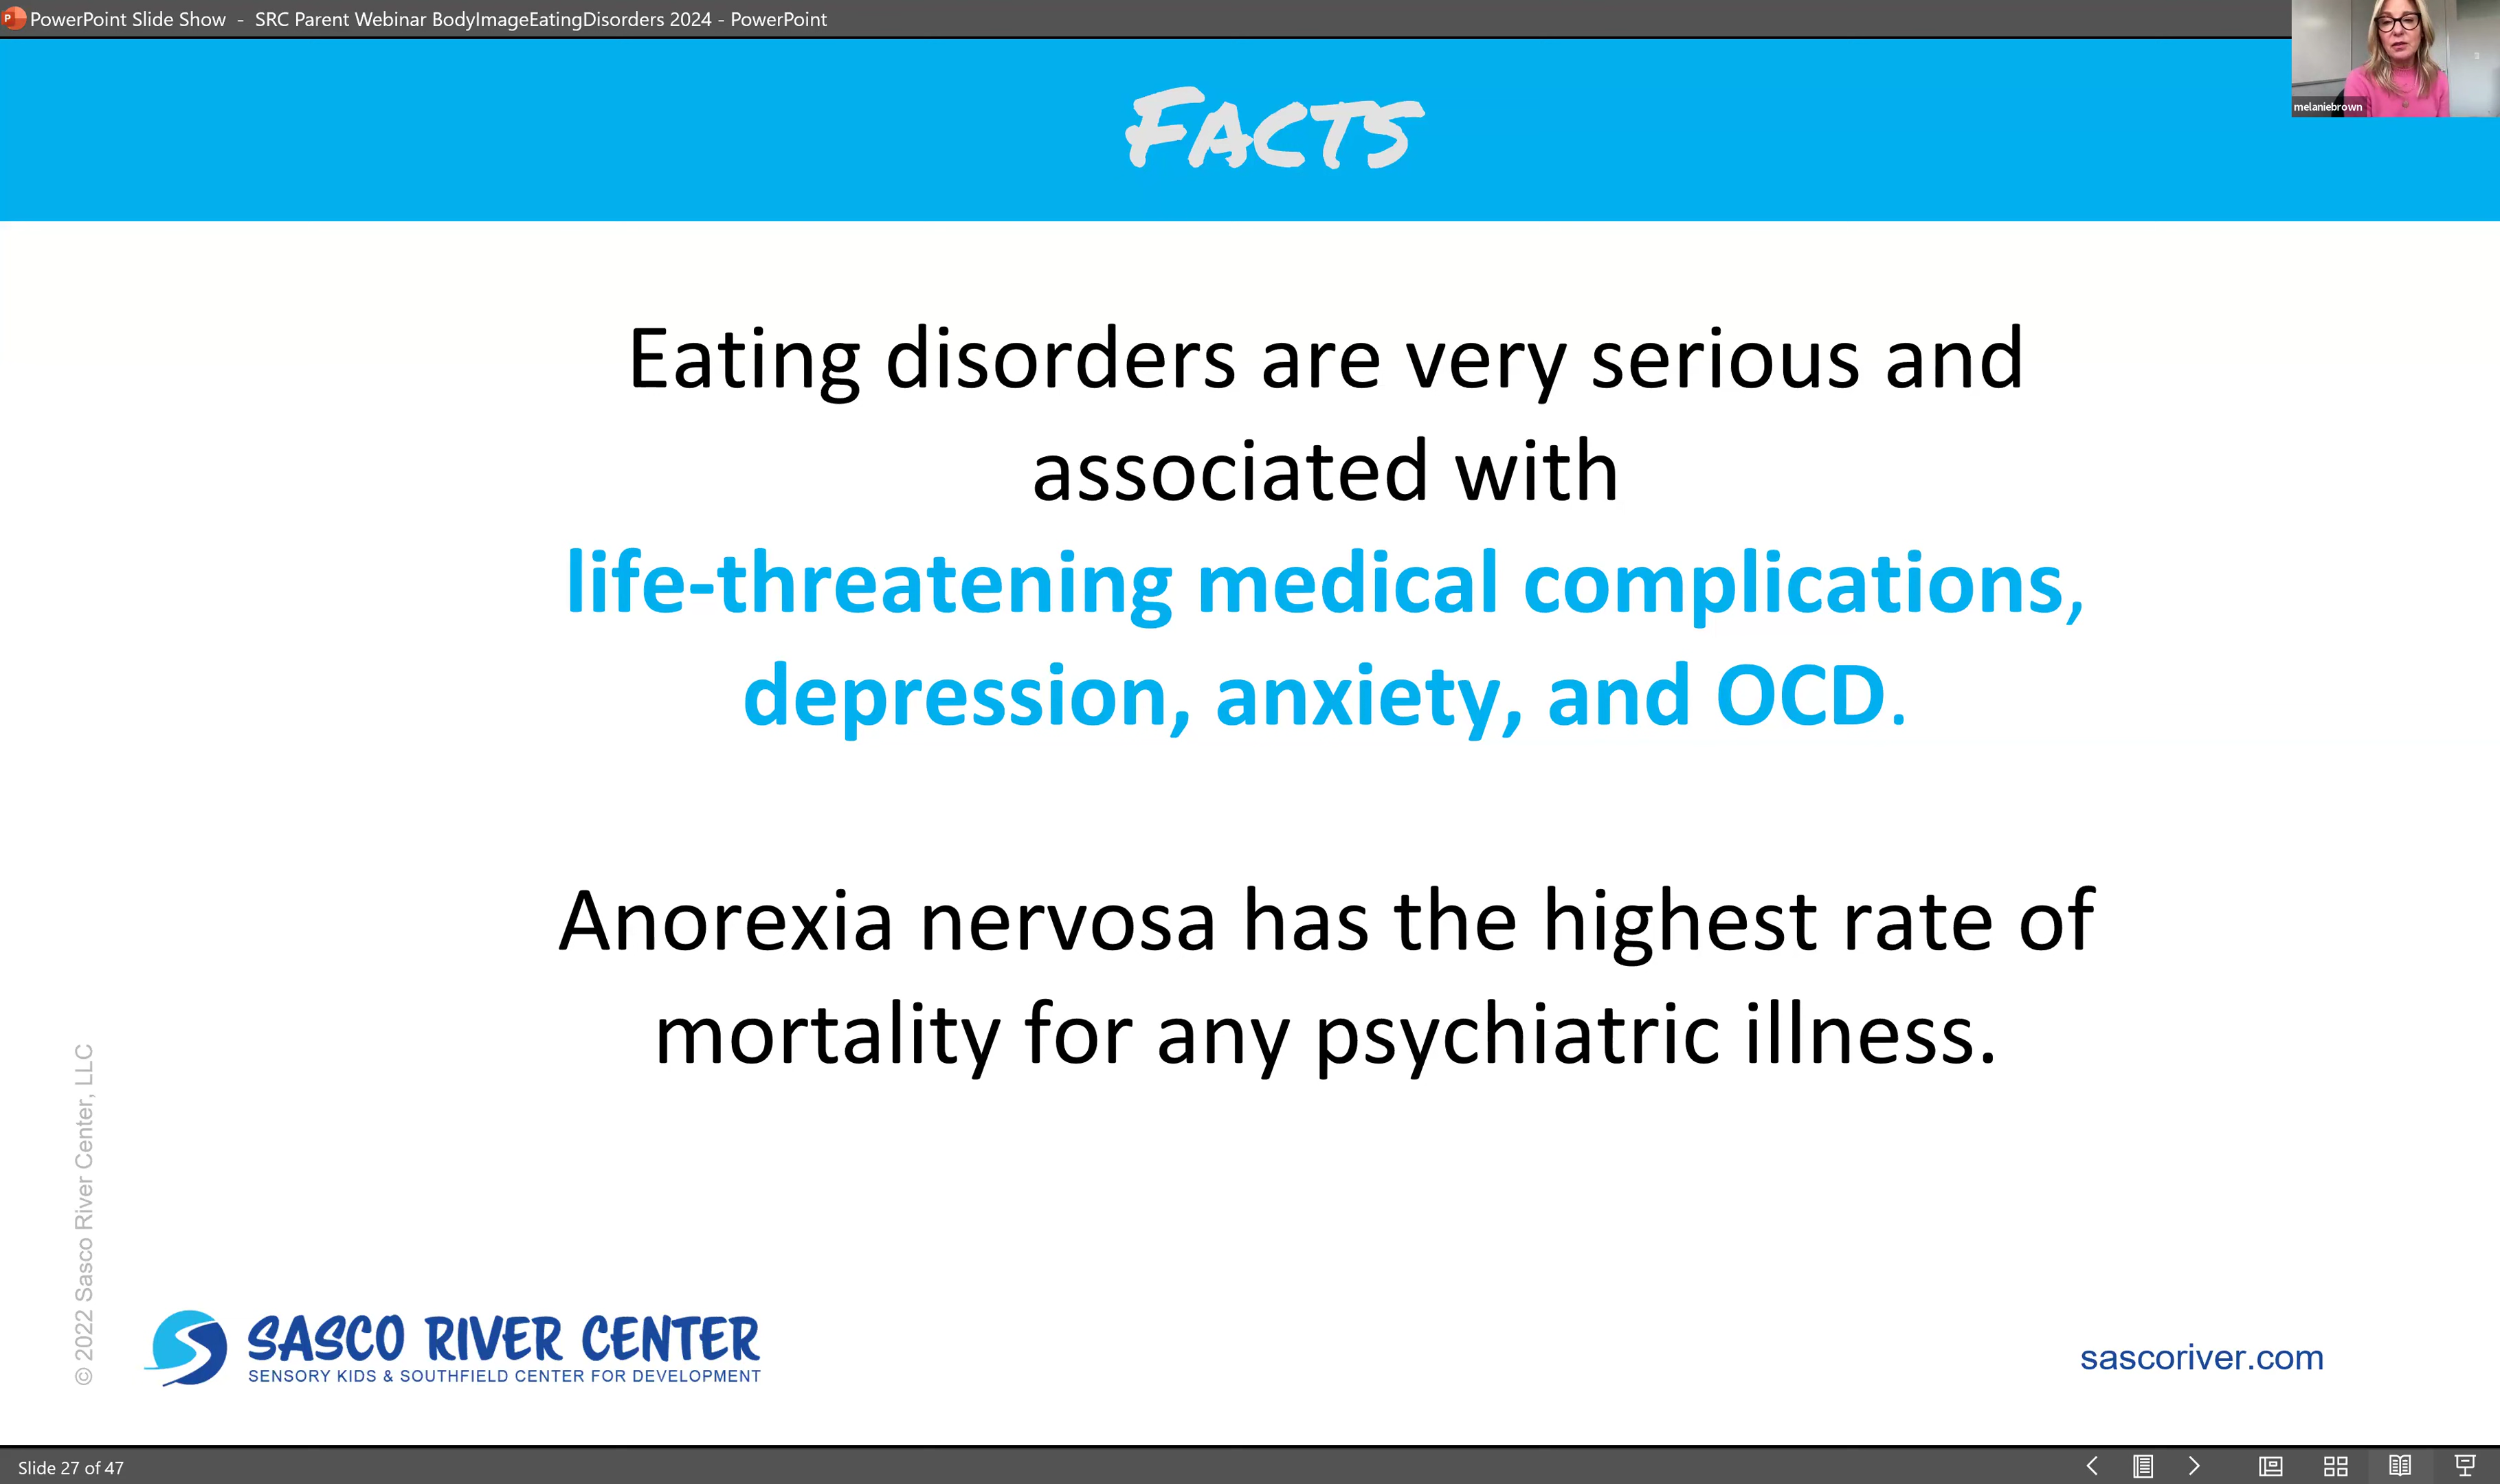 PowerPoint Slide Show - SRC Parent Webinar BodyImageEatingDisorders 2024 - PowerPoint
melaniebrown
FACTS
Eating disorders are very serious and
associated with
life-threatening medical complications,
depression, anxiety, and OCD.
Anorexia nervosa has the highest rate of
mortality for any psychiatric illness.
© 2022 Sasco River Center, LLC
SASCO RIVER CENTER
SENSORY KIDS & SOUTHFIELD CENTER FOR DEVELOPMENT
sascoriver.com
Slide 27 of 47